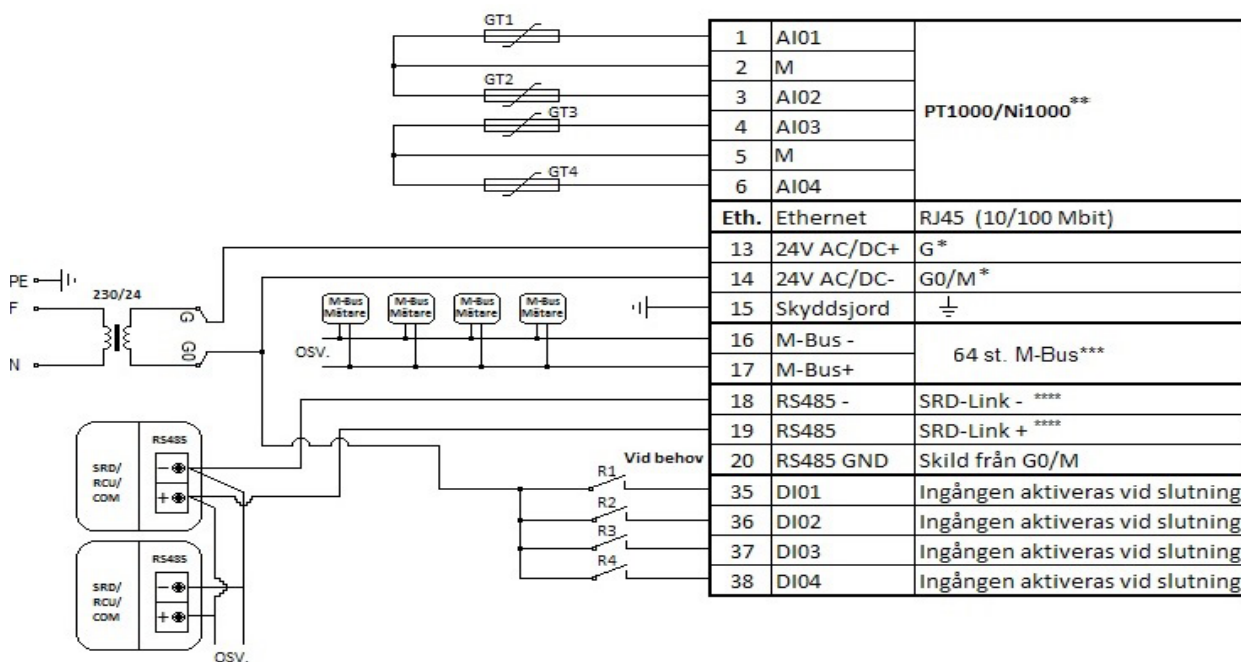 GT1
GT2
GT3
GT4
1 AI01
2 M
3 AI02
4 AI03
5 M
6 AI04
PT1000/Ni1000**
Eth. Ethernet RJ45 (10/100 Mbit)
13 24V AC/DC+ G*
14 24V AC/DC- G0/M*
15 Skyddsjord
16 M-Bus -
17 M-Bus+
64 st. M-Bus***
18 RS485 - SRD-Link - ****
19 RS485 SRD-Link + ****
20 RS485 GND Skild från G0/M
35 DI01 Ingången aktiveras vid slutning
36 DI02 Ingången aktiveras vid slutning
37 DI03 Ingången aktiveras vid slutning
38 DI04 Ingången aktiveras vid slutning
PE
F
N
230/24
G
G0
M-Bus
Mätare
M-Bus
Mätare
M-Bus
Mätare
M-Bus
Mätare
OSV.
Vid behov
R1
R2
R3
R4
RS485
SRD/
RCU/
COM
-
+
RS485
SRD/
RCU/
COM
-
+
OSV.